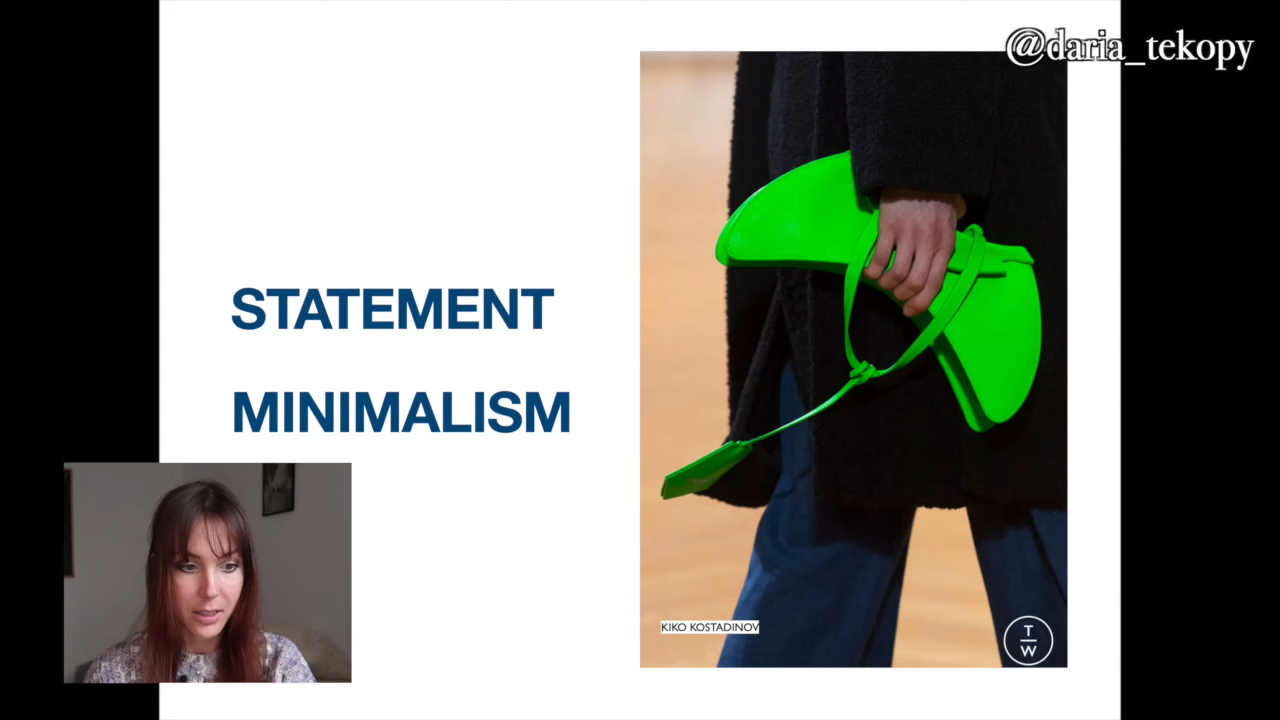 @daria_tekopy
STATEMENT
MINIMALISM
KIKO KOSTADINOV
T
W